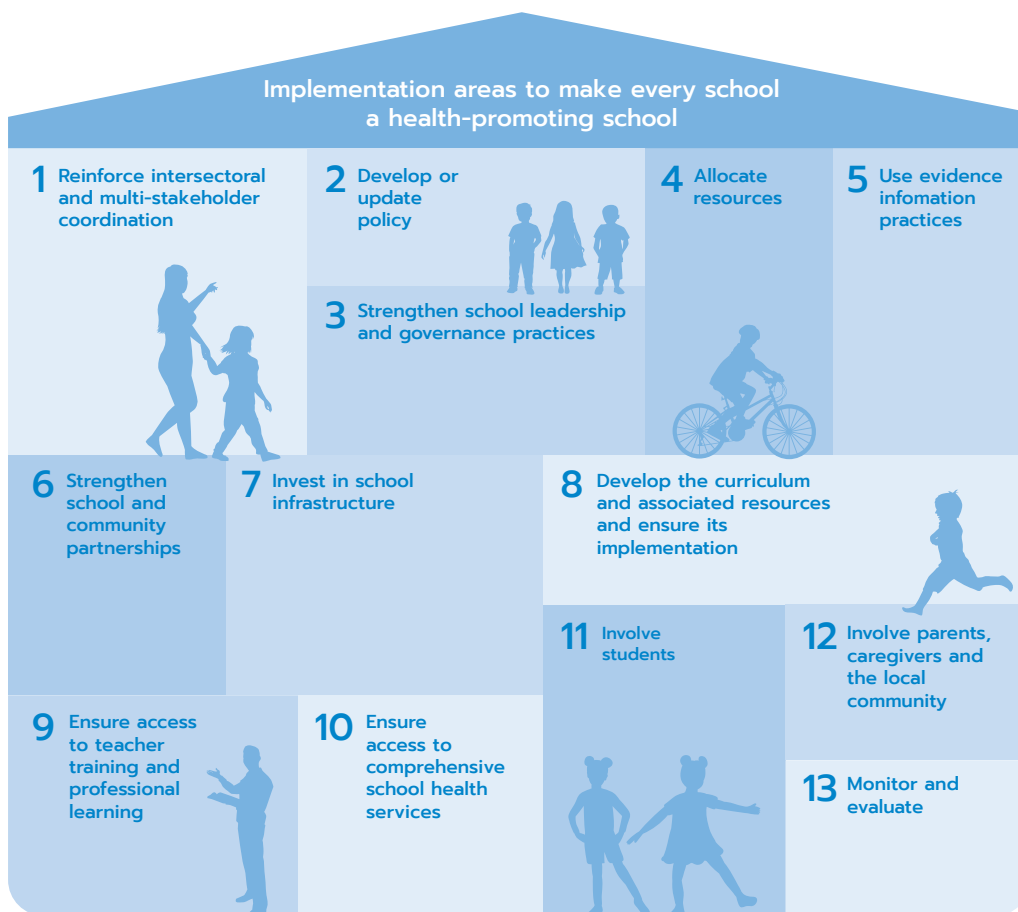 Implementation areas to make every school
a health-promoting school
1 Reinforce intersectoral
and multi-stakeholder
coordination
2 Develop or
update
policy
3 Strengthen school leadership
and governance practices
4 Allocate
resources
5 Use evidence
infomation
practices
6 Strengthen
school and
community
partnerships
7 Invest in school
infrastructure
8 Develop the curriculum
and associated resources
and ensure its
implementation
9 Ensure access
to teacher
training and
professional
learning
10 Ensure
access to
comprehensive
school health
services
11 Involve
students
12 Involve parents,
caregivers and
the local
community
13 Monitor and
evaluate